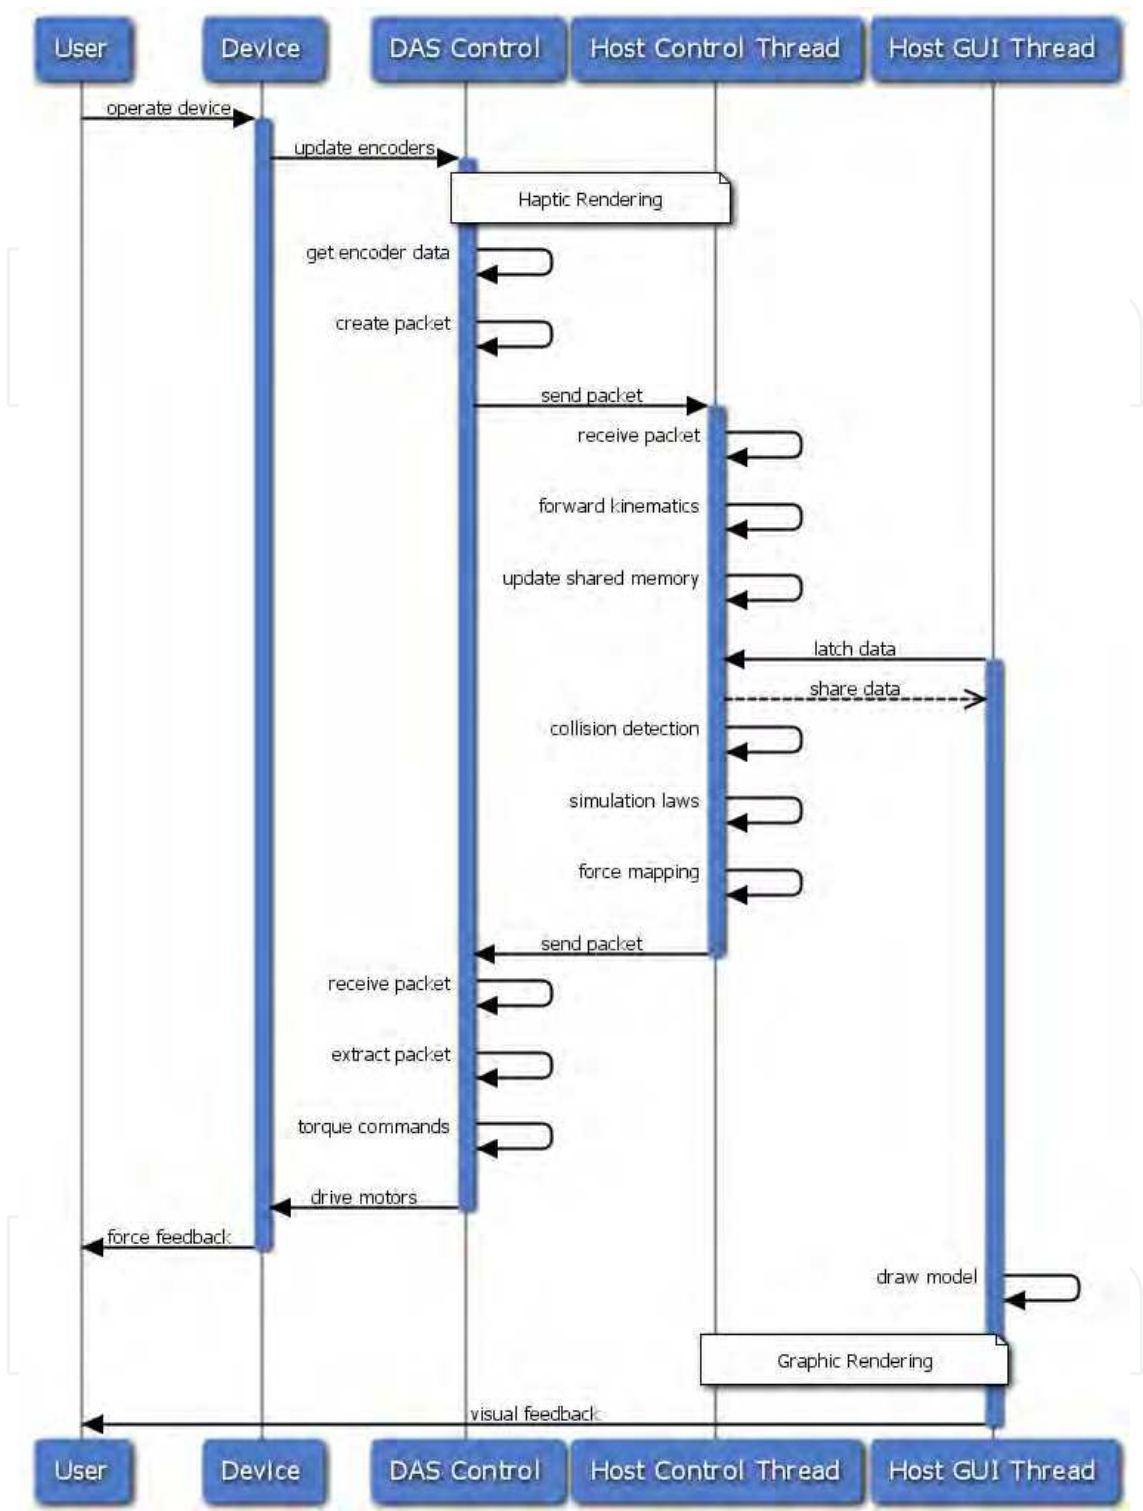 User
Device
DAS Control
Host Control Thread
Host GUI Thread
operate device
update encoders
Haptic Rendering
get encoder data
create packet
send packet
receive packet
forward kinematics
update shared memory
latch data
share data
collision detection
simulation laws
force mapping
send packet
receive packet
extract packet
torque commands
drive motors
force feedback
draw model
Graphic Rendering
visual feedback
User
Device
DAS Control
Host Control Thread
Host GUI Thread